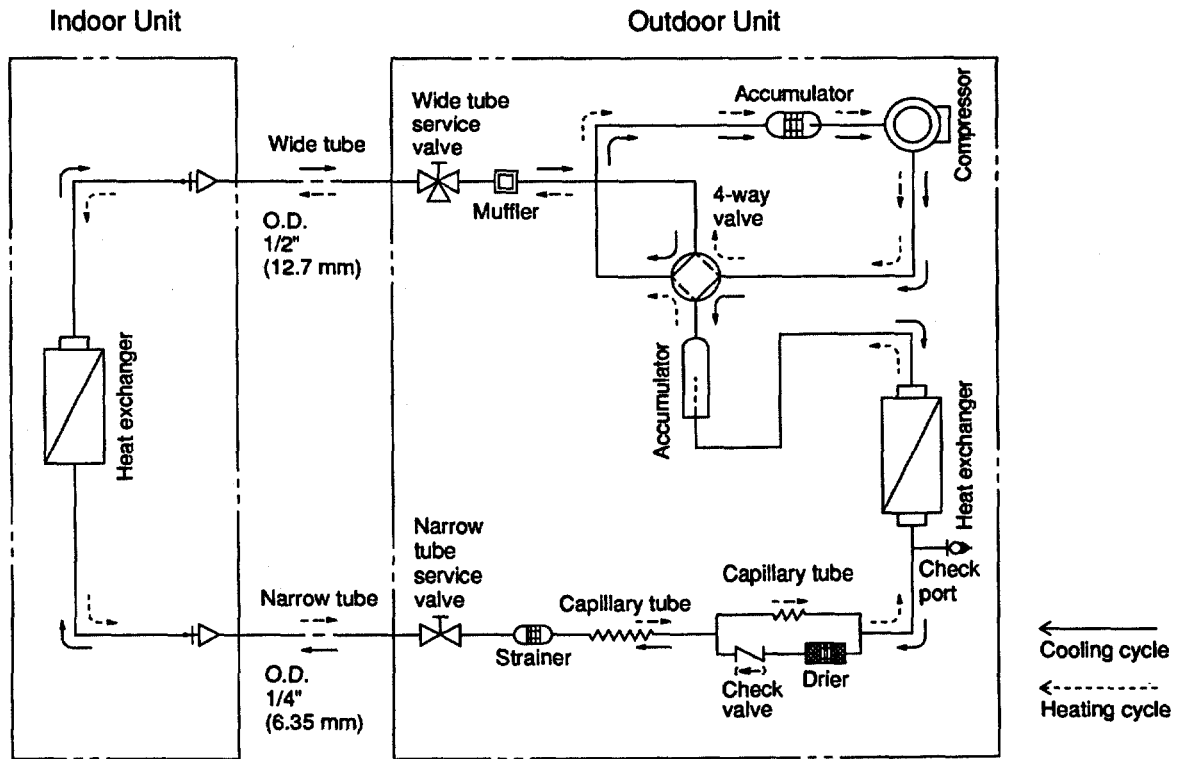 Indoor Unit
Outdoor Unit
Wide tube
service
valve
Accumulator
Compressor
Wide tube
O.D.
1/2"
(12.7 mm)
Muffler
4-way
valve
Heat exchanger
Accumulator
Heat exchanger
Narrow
tube
service
valve
Check
port
Narrow tube
Capillary tube
Capillary tube
Strainer
O.D.
1/4"
(6.35 mm)
Check
valve
Drier
Cooling cycle
Heating cycle